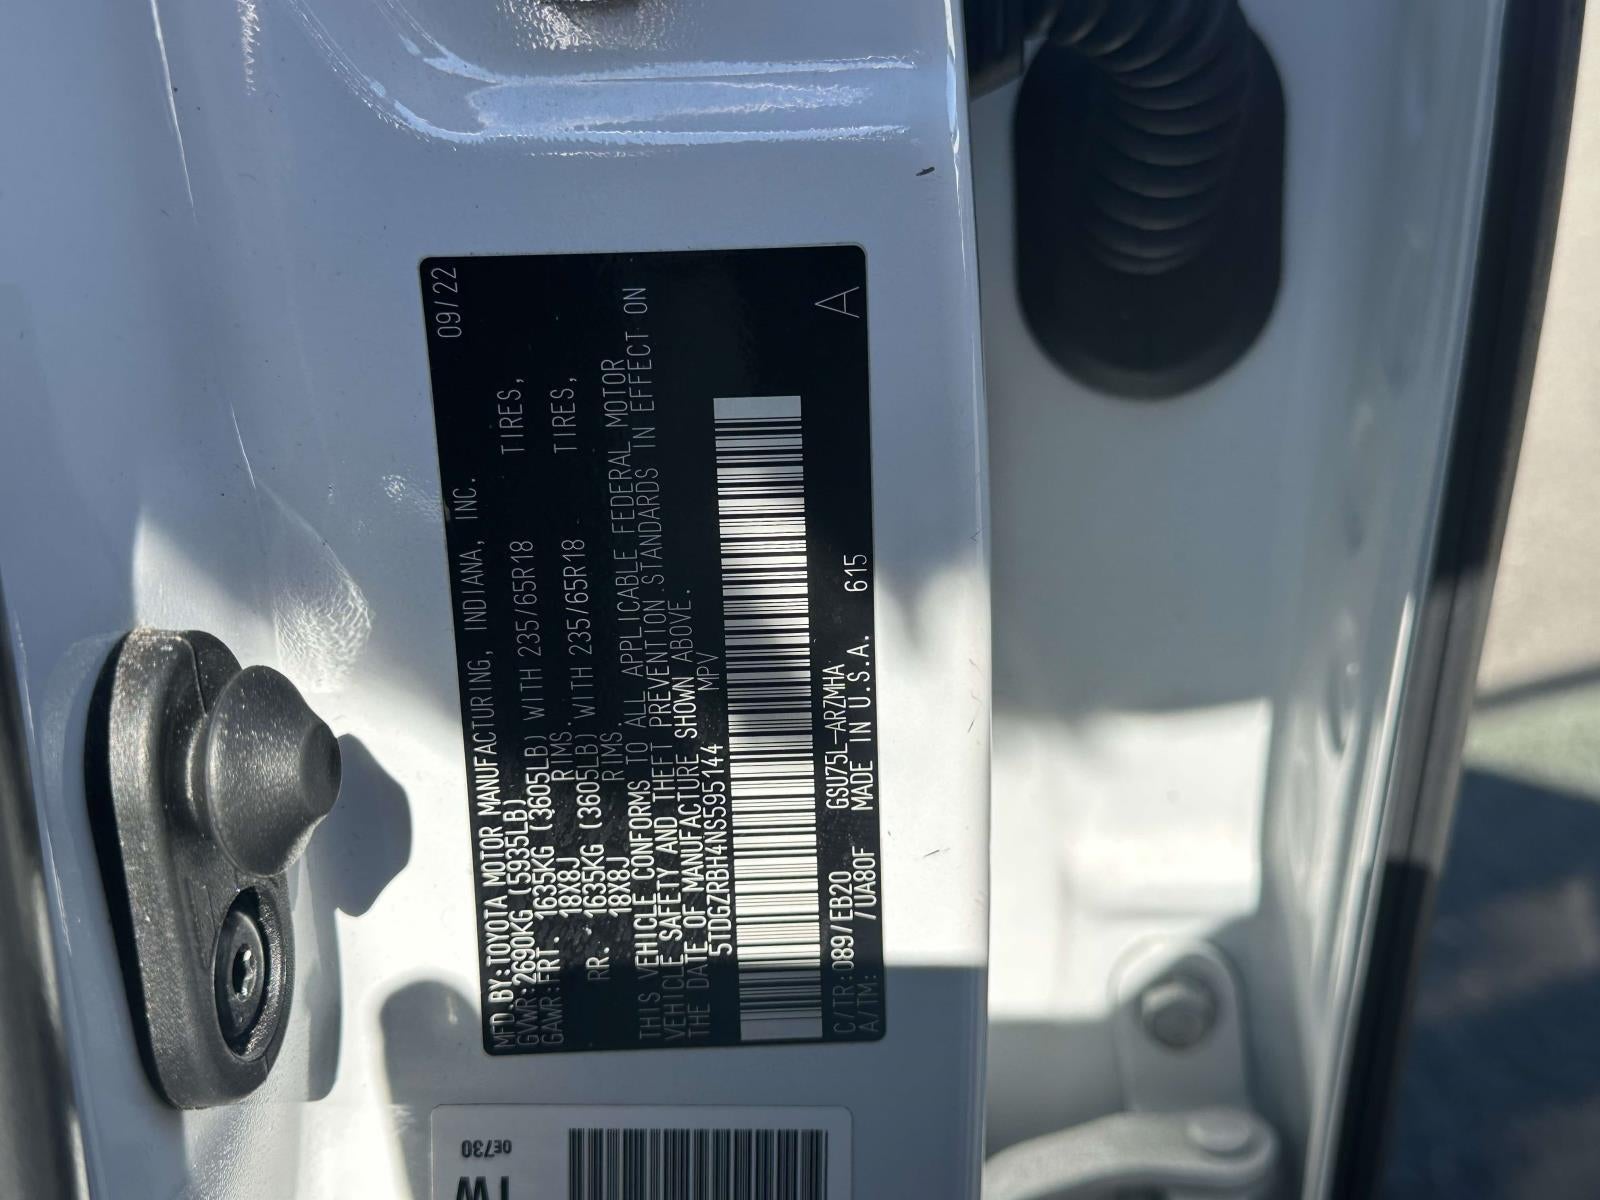 MFD.BY:TOYOTA MOTOR MANUFACTURING, INDIANA, INC. 09/22
GVWR:2690KG (5935LB)
GAWR:FRT. 1635KG (3605LB) WITH 235/65R18 TIRES,
18X8J RIMS.
RR. 1635KG (3605LB) WITH 235/65R18 TIRES,
18X8J RIMS
THIS VEHICLE CONFORMS TO ALL APPLICABLE FEDERAL MOTOR
VEHICLE SAFETY AND THEFT PREVENTION STANDARDS IN EFFECT ON
THE DATE OF MANUFACTURE SHOWN ABOVE.
5TDGZRBH4NS595144 MPV
A
C/TR:089/EB20 GSU75L-ARZMHA
A/TM: /UA80F MADE IN U.S.A. 615
0E730